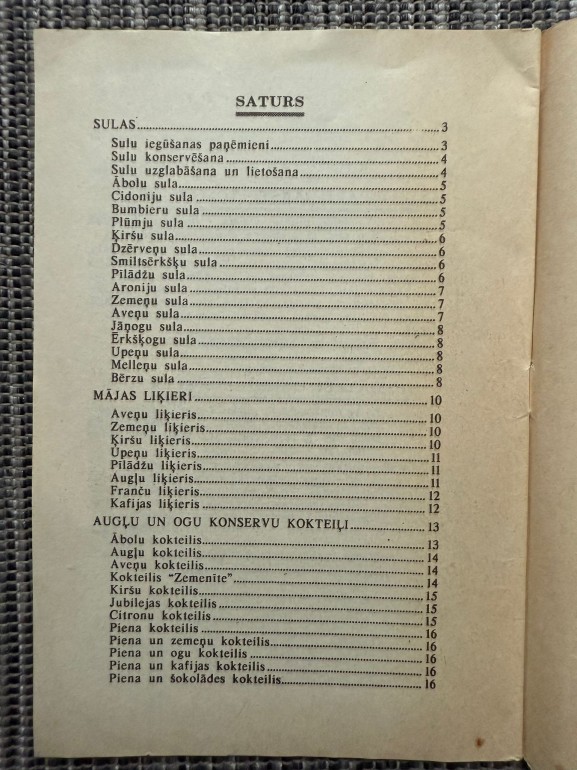 SATURS
SULAS 3
Sulu iegūšanas paņēmieni 3
Sulu konservēšana 4
Sulu uzglabāšana un lietošana 4
Ābolu sula 5
Cidoniju sula 5
Bumbieru sula 5
Plūmju sula 5
Ķiršu sula 6
Dzērveņu sula 6
Smiltsērkšķu sula 6
Pīlādžu sula 6
Aroniju sula 7
Zemeņu sula 7
Aveņu sula 7
Jāņogu sula 8
Ērkšķogu sula 8
Upeņu sula 8
Melleņu sula 8
Bērzu sula 8
MĀJAS LIĶIERI 10
Aveņu liķieris 10
Zemeņu liķieris 10
Ķiršu liķieris 10
Upeņu liķieris 11
Pīlādžu liķieris 11
Augļu liķieris 11
Franču liķieris 12
Kafijas liķieris 12
AUGĻU UN OGU KONSERVU KOKTEIĻI 13
Ābolu kokteilis 13
Augļu kokteilis 14
Aveņu kokteilis 14
Kokteilis “Zemenīte” 14
Ķiršu kokteilis 15
Jubilejas kokteilis 15
Citronu kokteilis 15
Piena kokteilis 16
Piena un zemeņu kokteilis 16
Piena un ogu kokteilis 16
Piena un kafijas kokteilis 16
Piena un šokolādes kokteilis 16